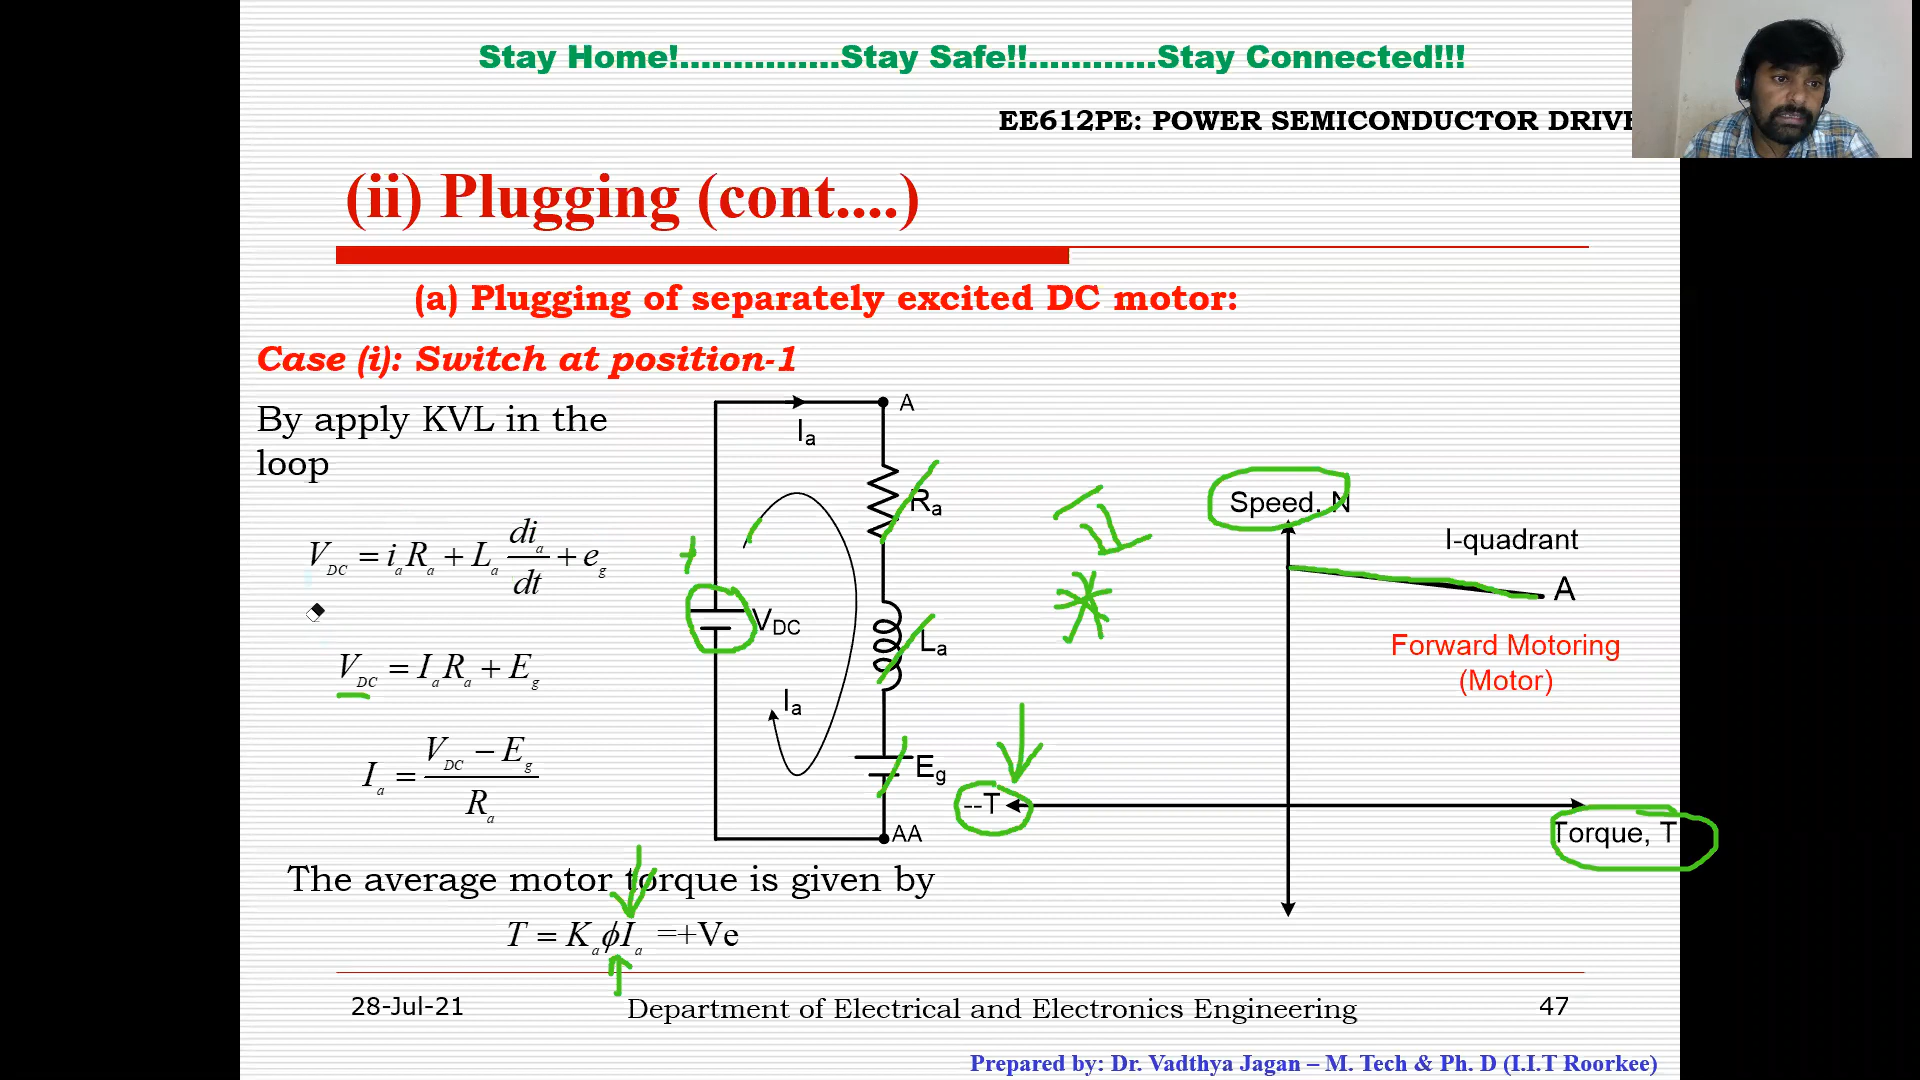 Stay Home!...............Stay Safe!!............Stay Connected!!!
EE612PE: POWER SEMICONDUCTOR DRIVE
(ii) Plugging (cont....)
(a) Plugging of separately excited DC motor:
Case (i): Switch at position-1
By apply KVL in the
loop
V_DC = i_a R_a + L_a di_a/dt + e_g
V_DC = I_a R_a + E_g
I_a = (V_DC − E_g)/R_a
I_a
A
R_a
+
V_DC
L_a
I_a
E_g
AA
I
Speed. N
I-quadrant
A
Forward Motoring
(Motor)
--T
Torque, T
The average motor torque is given by
T = K_a ϕ I_a =+Ve
28-Jul-21
Department of Electrical and Electronics Engineering
47
Prepared by: Dr. Vadthya Jagan – M. Tech & Ph. D (I.I.T Roorkee)